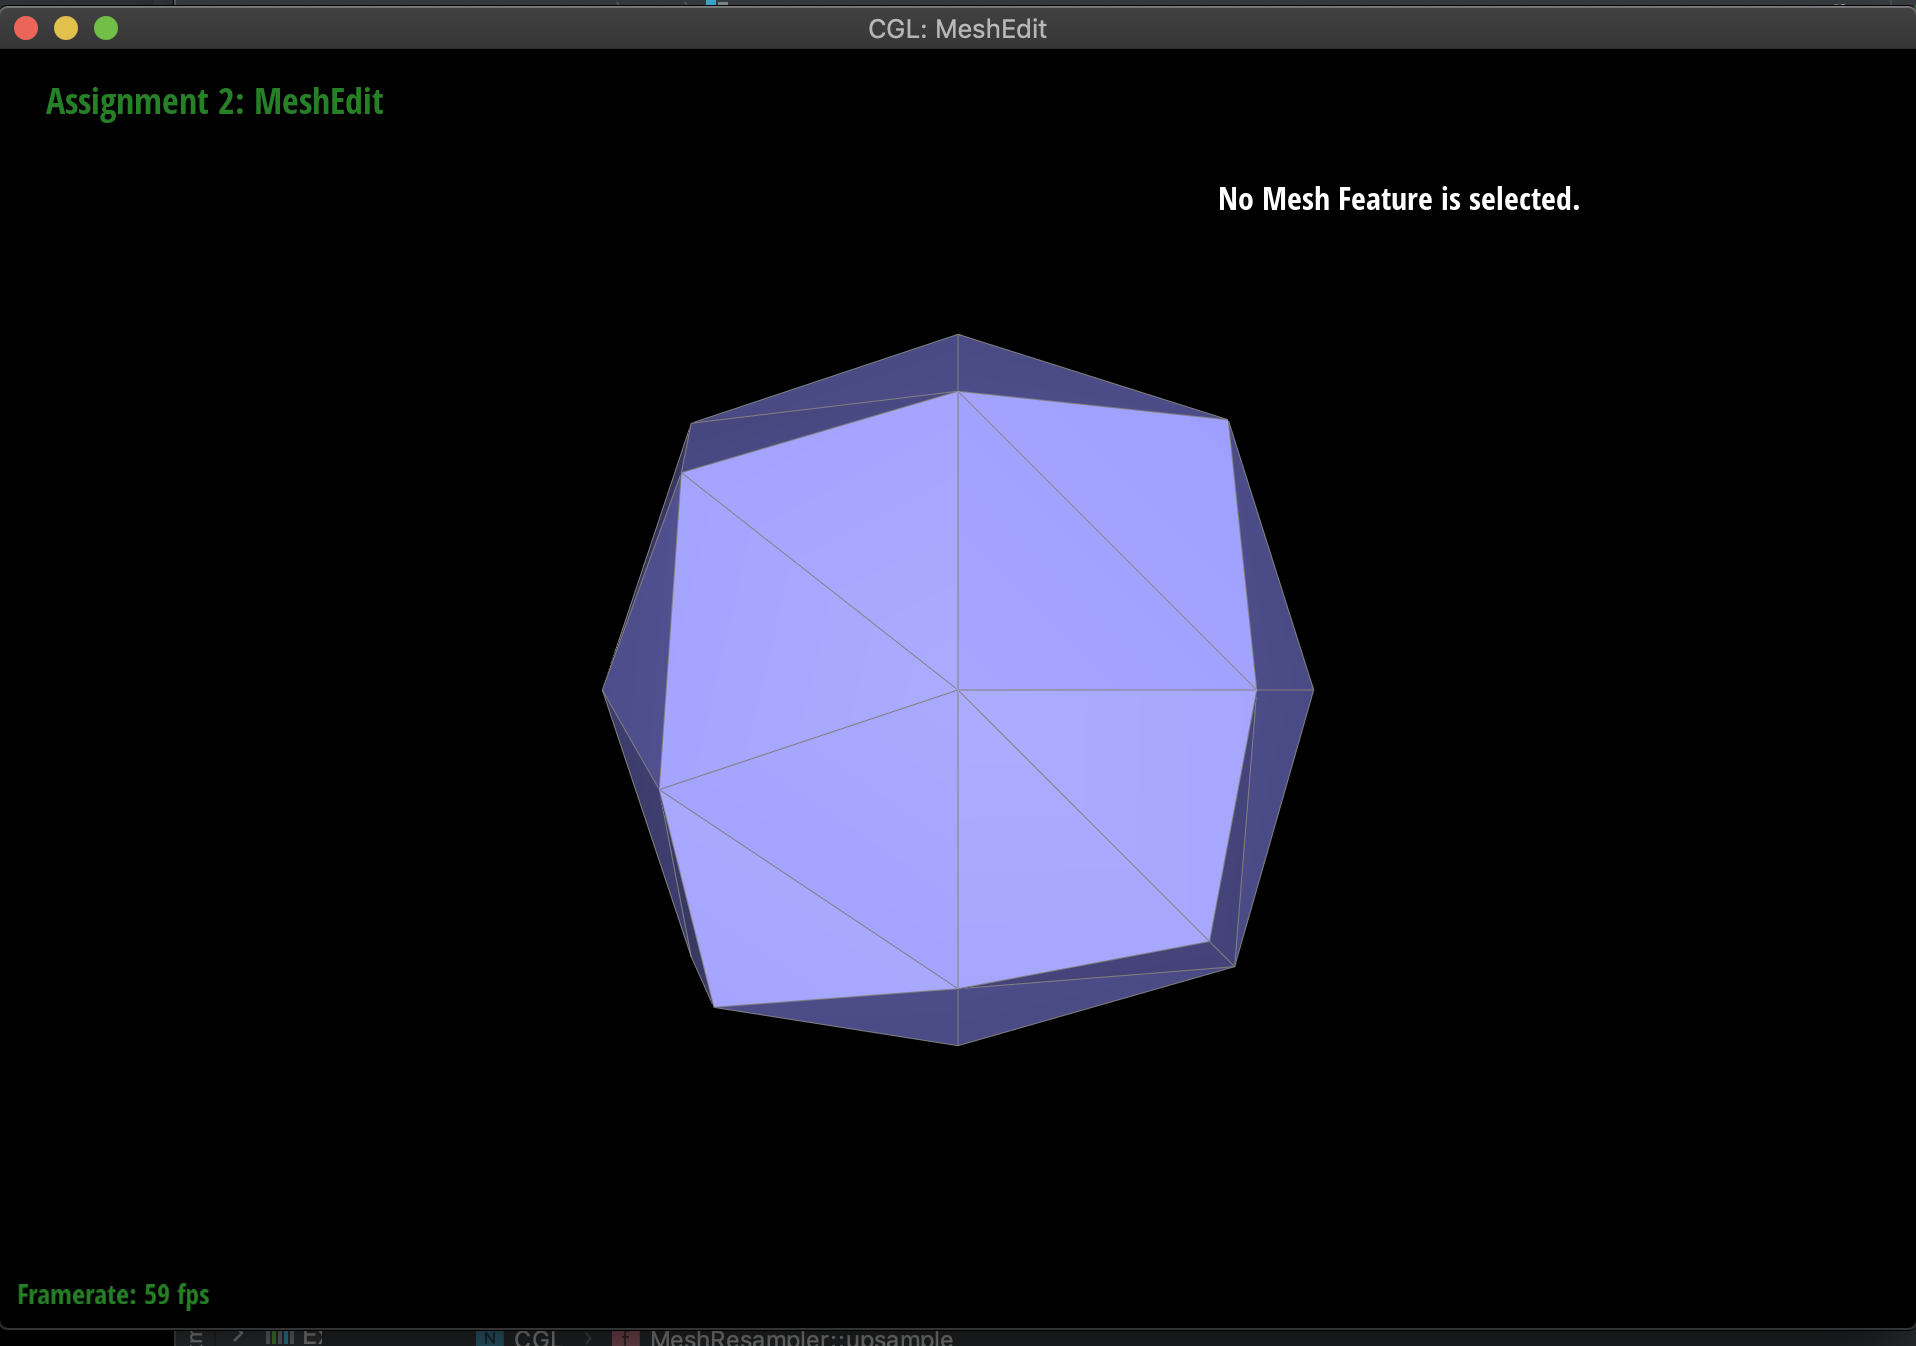 CGL: MeshEdit
Assignment 2: MeshEdit
No Mesh Feature is selected.
Framerate: 59 fps
N CGL › f MeshResampler::upsample